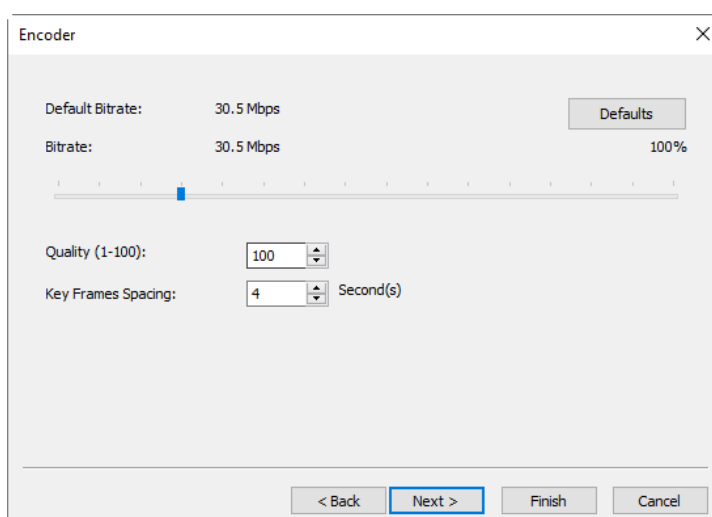 Encoder
Default Bitrate: 30.5 Mbps Defaults
Bitrate: 30.5 Mbps 100%
Quality (1-100): 100
Key Frames Spacing: 4 Second(s)
< Back Next > Finish Cancel